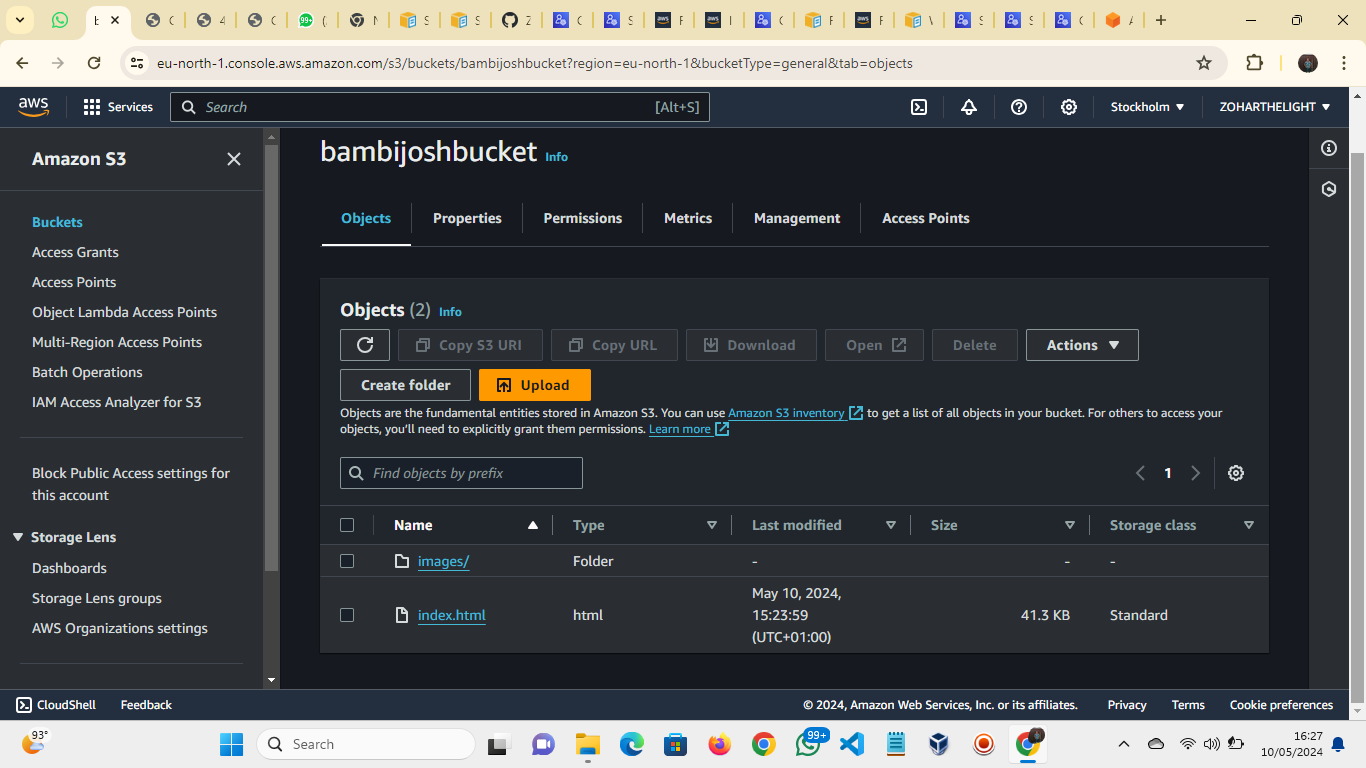 eu-north-1.console.aws.amazon.com/s3/buckets/bambijoshbucket?region=eu-north-1&bucketType=general&tab=objects
aws
Services
Search
[Alt+S]
Stockholm
ZOHARTHELIGHT
Amazon S3
Buckets
Access Grants
Access Points
Object Lambda Access Points
Multi-Region Access Points
Batch Operations
IAM Access Analyzer for S3
Block Public Access settings for
this account
Storage Lens
Dashboards
Storage Lens groups
AWS Organizations settings
bambijoshbucket Info
Objects
Properties
Permissions
Metrics
Management
Access Points
Objects (2) Info
Copy S3 URI
Copy URL
Download
Open
Delete
Actions
Create folder
Upload
Objects are the fundamental entities stored in Amazon S3. You can use Amazon S3 inventory to get a list of all objects in your bucket. For others to access your
objects, you'll need to explicitly grant them permissions. Learn more
Find objects by prefix
1
Name
Type
Last modified
Size
Storage class
images/
Folder
-
-
-
index.html
html
May 10, 2024,
15:23:59
(UTC+01:00)
41.3 KB
Standard
CloudShell
Feedback
© 2024, Amazon Web Services, Inc. or its affiliates.
Privacy
Terms
Cookie preferences
93°
Search
99+
16:27
10/05/2024